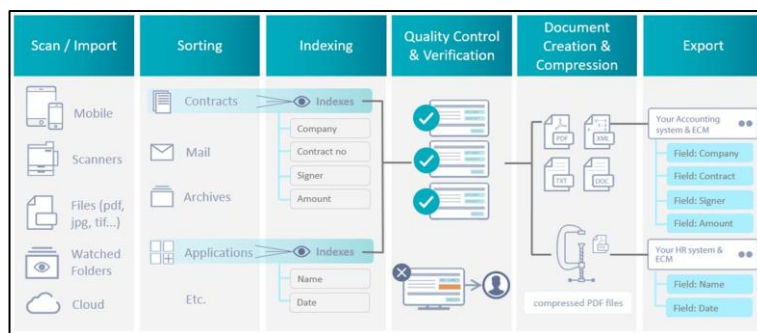 Scan / Import
Sorting
Indexing
Quality Control
& Verification
Document
Creation &
Compression
Export
Mobile
Scanners
Files (pdf,
jpg, tif...)
Watched
Folders
Cloud
Contracts
Mail
Archives
Applications
Etc.
Indexes
Company
Contract no
Signer
Amount
Indexes
Name
Date
PDF
XML
TXT
DOC
compressed PDF files
Your Accounting
system & ECM
Field: Company
Field: Contract
Field: Signer
Field: Amount
Your HR system &
ECM
Field: Name
Field: Date